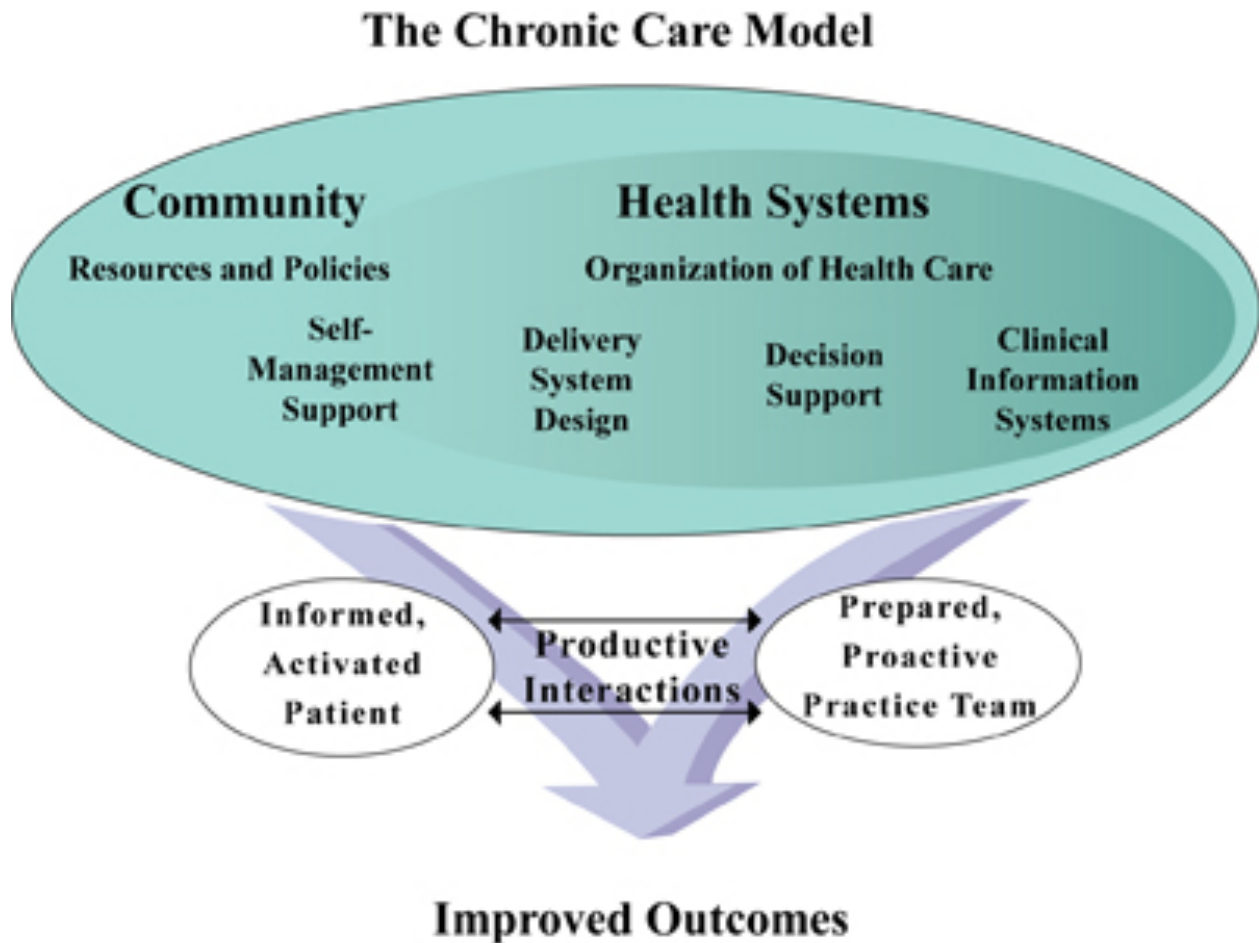 The Chronic Care Model
Community
Resources and Policies
Health Systems
Organization of Health Care
Self-
Management
Support
Delivery
System
Design
Decision
Support
Clinical
Information
Systems
Informed,
Activated
Patient
Productive
Interactions
Prepared,
Proactive
Practice Team
Improved Outcomes